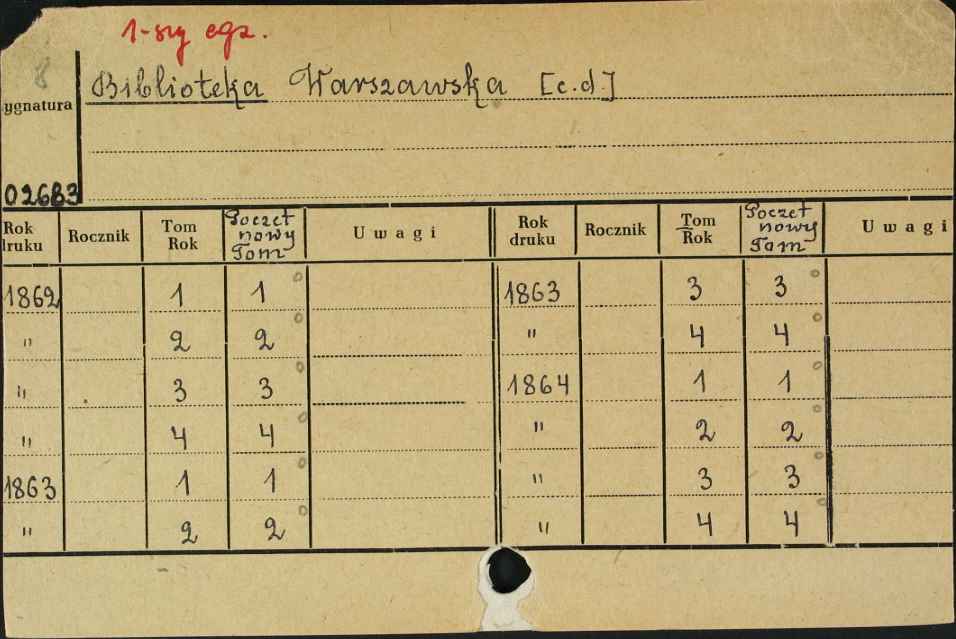 1-szy egz.
8
Biblioteka Warszawska [c.d.]
ygnatura
02683
Rok druku Rocznik Tom Rok Poczet nowy Tom Uwagi Rok druku Rocznik Tom Rok Poczet nowy Tom Uwagi
1862 1 1 1863 3 3
" 2 2 " 4 4
" 3 3 1864 1 1
" 4 4 " 2 2
1863 1 1 " 3 3
" 2 2 " 4 4